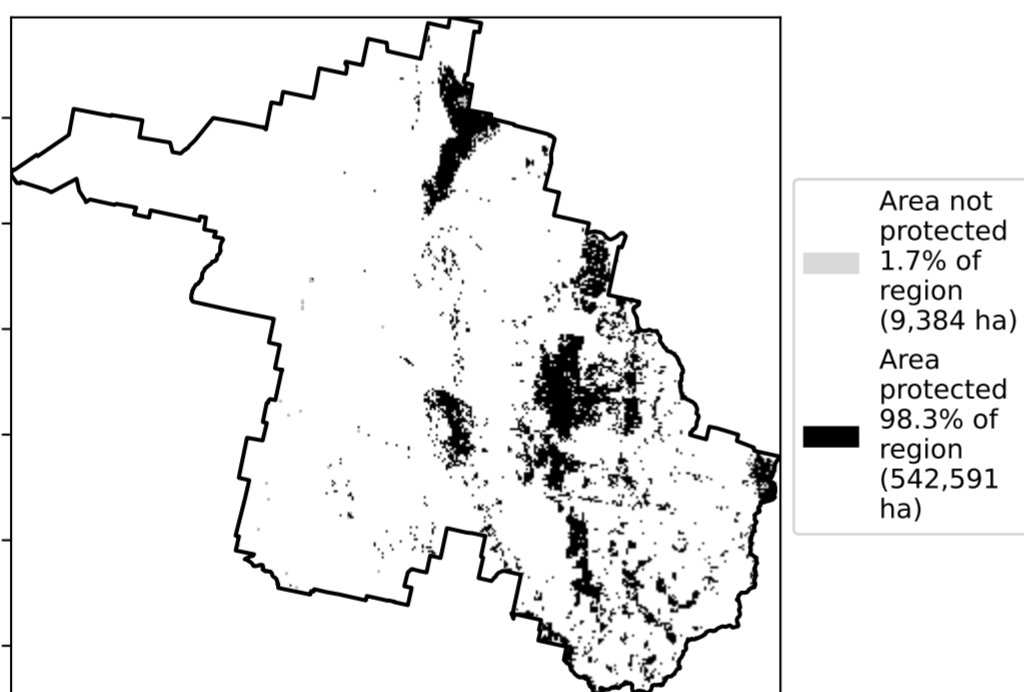 Area not
protected
1.7% of
region
(9,384 ha)
Area
protected
98.3% of
region
(542,591
ha)